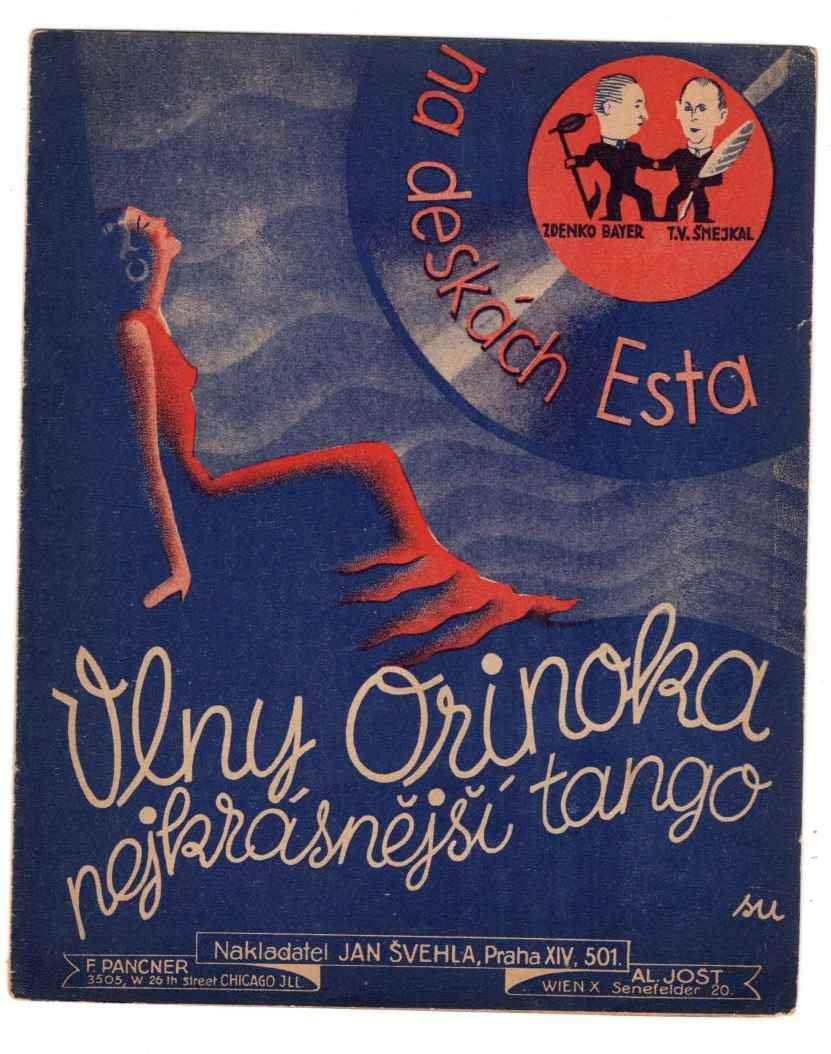 na deskách Esta
ZDENKO BAYER T.V. ŠMEJKAL
Vlny Orinoka
nejkrásnější tango
su
Nakladatel JAN ŠVEHLA, Praha XIV, 501.
F. PANCNER
3505, W 26 th street CHICAGO JLL.
AL. JOST
WIEN X Senefelder 20.